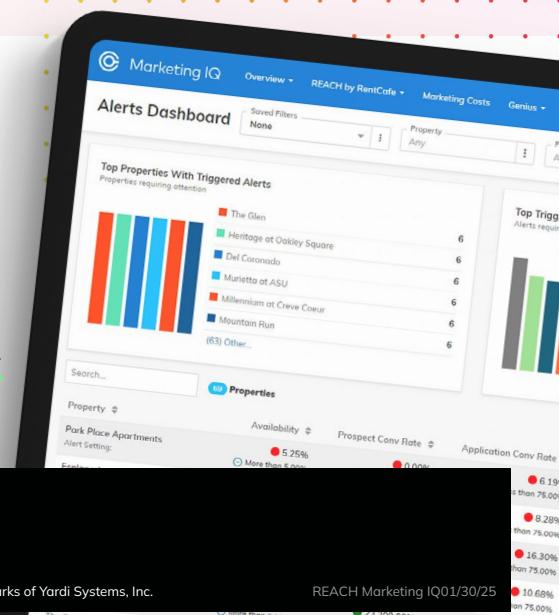 Marketing IQ Overview REACH by RentCafe Marketing Costs Genius
Alerts Dashboard Saved Filters None Property Any
Top Properties With Triggered Alerts
Properties requiring attention
The Glen 6
Heritage at Oakley Square 6
Del Coronado 6
Murietta at ASU 6
Millennium at Creve Coeur 6
Mountain Run 6
(63) Other...
Top Trigg
Alerts requir
Search...
69 Properties
Property Availability Prospect Conv Rate Application Conv Rate
Park Place Apartments 5.25% 0.00% 6.19%
Alert Setting: More than 5.00% than 75.00%
8.28%
than 75.00%
16.30%
than 75.00%
10.68%
than 75.00%
rks of Yardi Systems, Inc. REACH Marketing IQ01/30/25